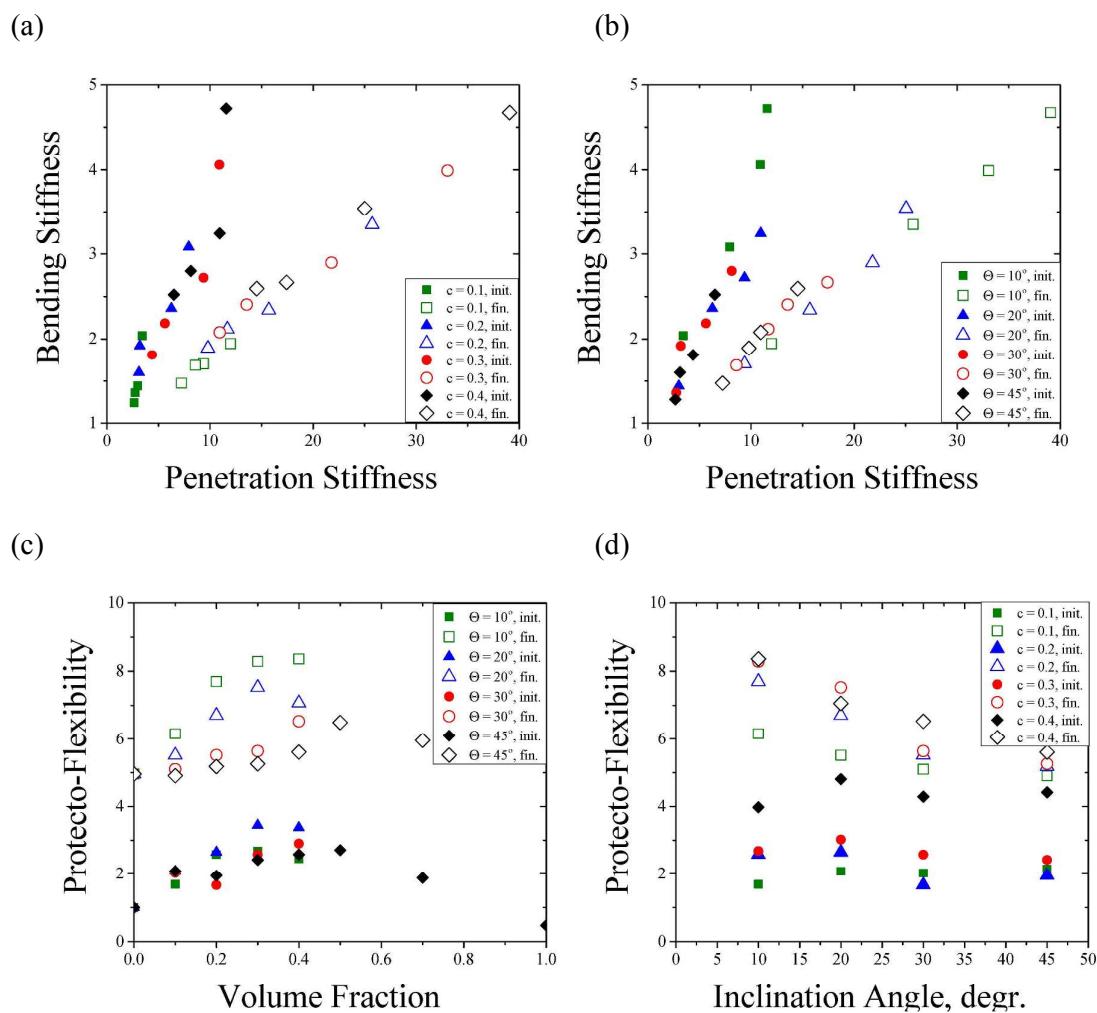 (a)
5
4
3
2
1
0
10
20
30
40
Bending Stiffness
Penetration Stiffness
c = 0.1, init.
c = 0.1, fin.
c = 0.2, init.
c = 0.2, fin.
c = 0.3, init.
c = 0.3, fin.
c = 0.4, init.
c = 0.4, fin.
(b)
5
4
3
2
1
0
10
20
30
40
Bending Stiffness
Penetration Stiffness
Θ = 10°, init.
Θ = 10°, fin.
Θ = 20°, init.
Θ = 20°, fin.
Θ = 30°, init.
Θ = 30°, fin.
Θ = 45°, init.
Θ = 45°, fin.
(c)
10
8
6
4
2
0
0.0
0.2
0.4
0.6
0.8
1.0
Protecto-Flexibility
Volume Fraction
Θ = 10°, init.
Θ = 10°, fin.
Θ = 20°, init.
Θ = 20°, fin.
Θ = 30°, init.
Θ = 30°, fin.
Θ = 45°, init.
Θ = 45°, fin.
(d)
10
8
6
4
2
0
0
5
10
15
20
25
30
35
40
45
50
Protecto-Flexibility
Inclination Angle, degr.
c = 0.1, init.
c = 0.1, fin.
c = 0.2, init.
c = 0.2, fin.
c = 0.3, init.
c = 0.3, fin.
c = 0.4, init.
c = 0.4, fin.